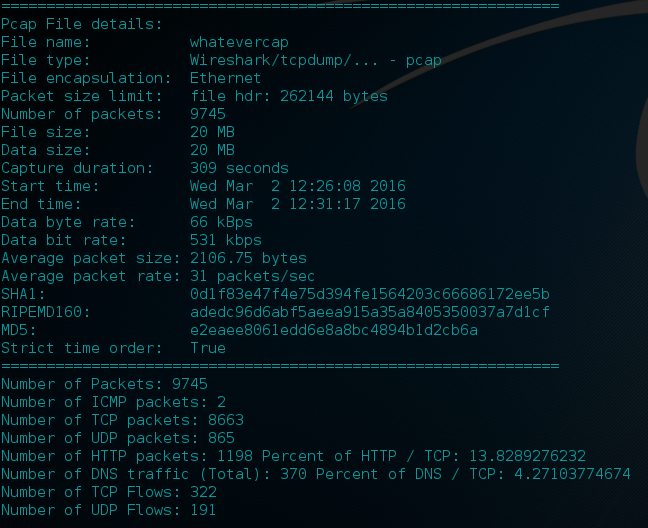 ==============================================================
Pcap File details:
File name:           whatevercap
File type:           Wireshark/tcpdump/... - pcap
File encapsulation:  Ethernet
Packet size limit:   file hdr: 262144 bytes
Number of packets:   9745
File size:           20 MB
Data size:           20 MB
Capture duration:    309 seconds
Start time:          Wed Mar  2 12:26:08 2016
End time:            Wed Mar  2 12:31:17 2016
Data byte rate:      66 kBps
Data bit rate:       531 kbps
Average packet size: 2106.75 bytes
Average packet rate: 31 packets/sec
SHA1:                0d1f83e47f4e75d394fe1564203c66686172ee5b
RIPEMD160:           adedc96d6abf5aeea915a35a8405350037a7d1cf
MD5:                 e2eaee8061edd6e8a8bc4894b1d2cb6a
Strict time order:   True
==============================================================
Number of Packets: 9745
Number of ICMP packets: 2
Number of TCP packets: 8663
Number of UDP packets: 865
Number of HTTP packets: 1198 Percent of HTTP / TCP: 13.8289276232
Number of DNS traffic (Total): 370 Percent of DNS / TCP: 4.27103774674
Number of TCP Flows: 322
Number of UDP Flows: 191